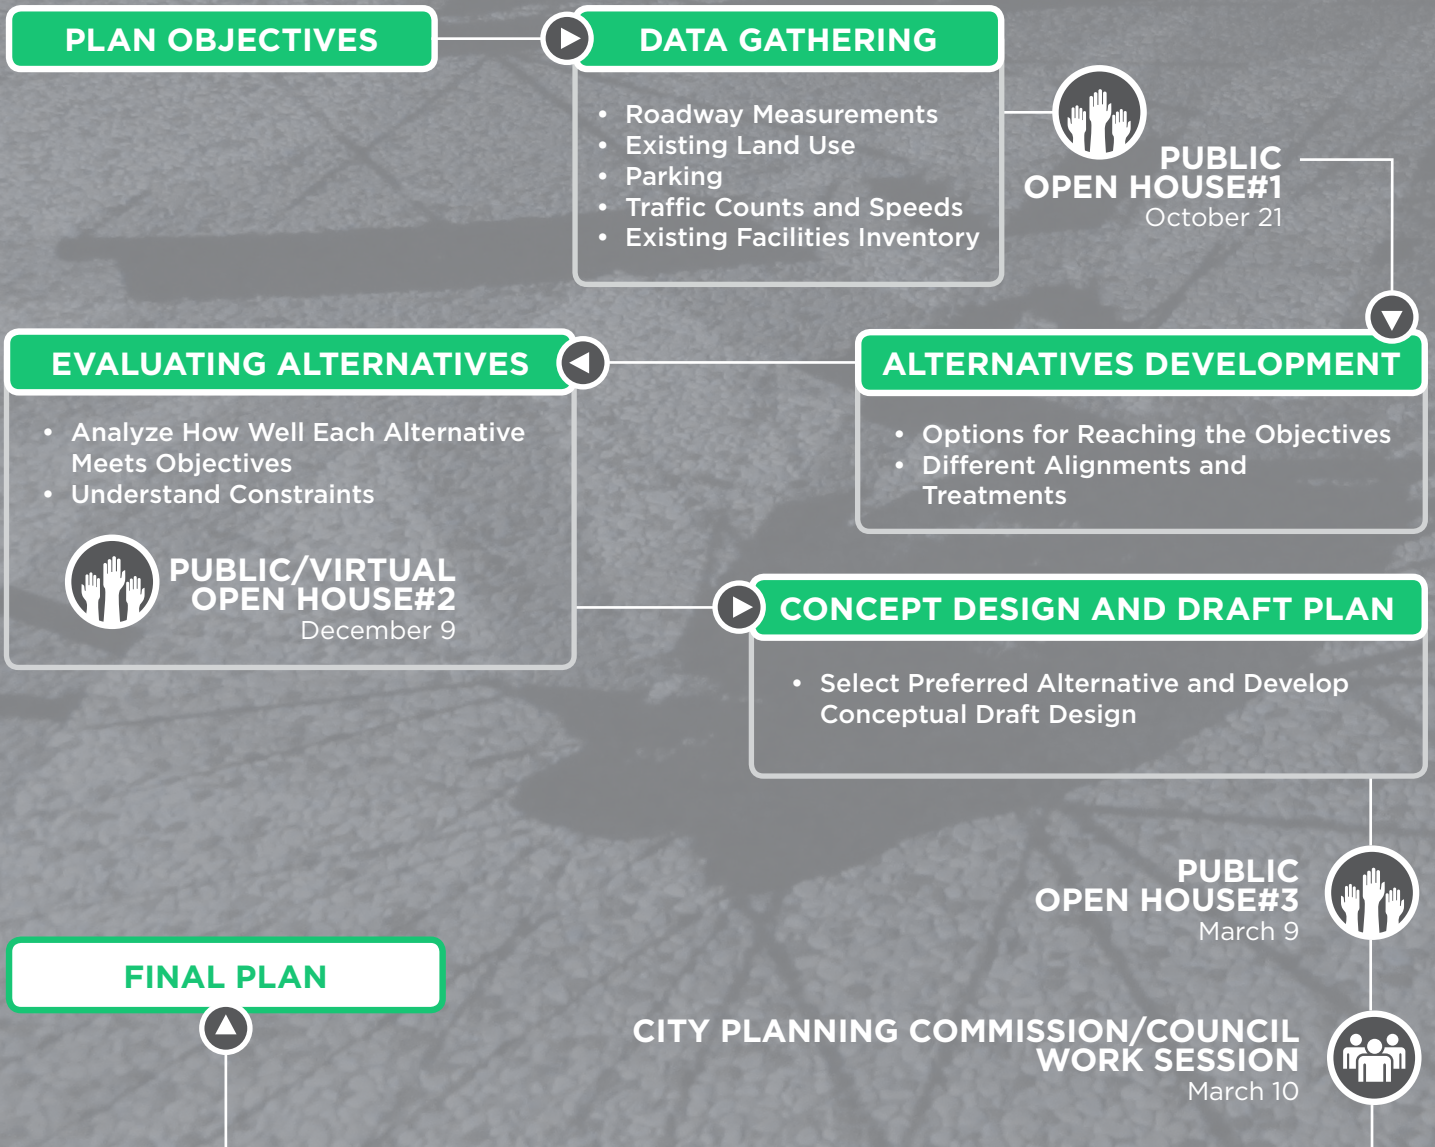 PLAN OBJECTIVES
DATA GATHERING
• Roadway Measurements
• Existing Land Use
• Parking
• Traffic Counts and Speeds
• Existing Facilities Inventory
PUBLIC
OPEN HOUSE#1
October 21
ALTERNATIVES DEVELOPMENT
• Options for Reaching the Objectives
• Different Alignments and
Treatments
EVALUATING ALTERNATIVES
• Analyze How Well Each Alternative
Meets Objectives
• Understand Constraints
PUBLIC/VIRTUAL
OPEN HOUSE#2
December 9
CONCEPT DESIGN AND DRAFT PLAN
• Select Preferred Alternative and Develop
Conceptual Draft Design
PUBLIC
OPEN HOUSE#3
March 9
CITY PLANNING COMMISSION/COUNCIL
WORK SESSION
March 10
FINAL PLAN